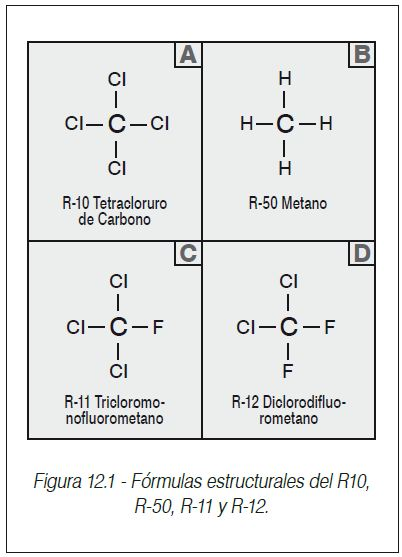 A
Cl
Cl–C–Cl
Cl
R-10 Tetracloruro
de Carbono
B
H
H–C–H
H
R-50 Metano
C
Cl
Cl–C–F
Cl
R-11 Tricloromo-
nofluorometano
D
Cl
Cl–C–F
F
R-12 Diclorodifluo-
rometano
Figura 12.1 - Fórmulas estructurales del R10,
R-50, R-11 y R-12.